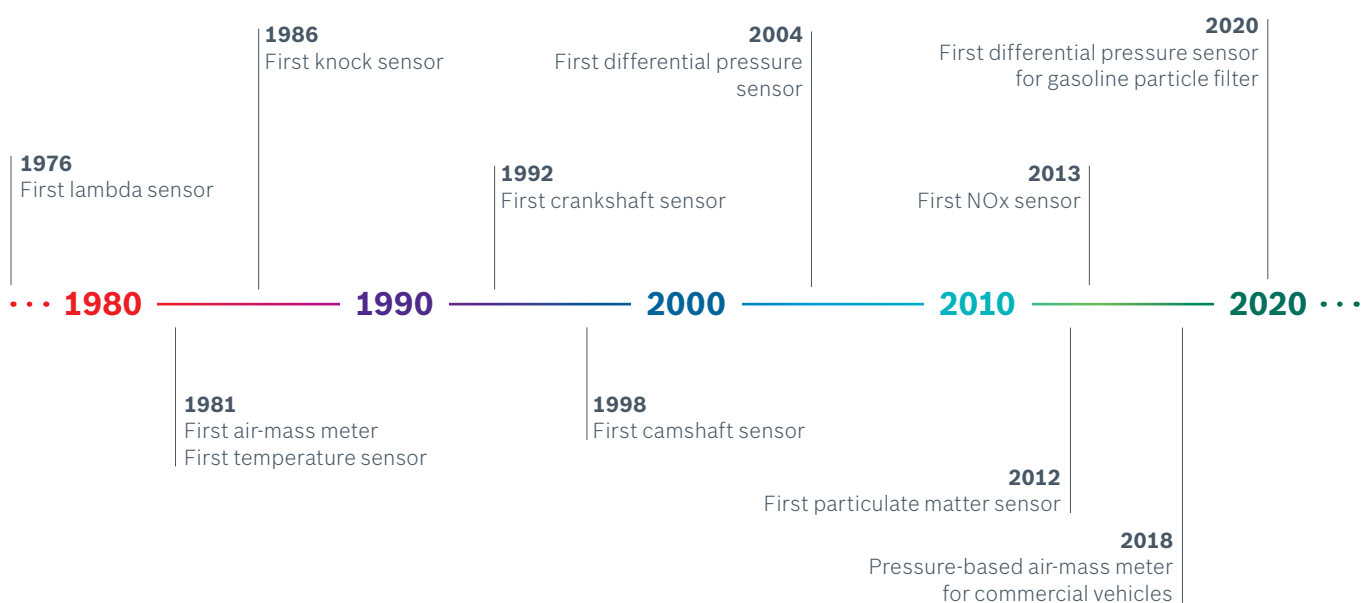 1986
First knock sensor
2004
First differential pressure
sensor
2020
First differential pressure sensor
for gasoline particle filter
1976
First lambda sensor
1992
First crankshaft sensor
2013
First NOx sensor
... 1980 1990 2000 2010 2020 ...
1981
First air-mass meter
First temperature sensor
1998
First camshaft sensor
2012
First particulate matter sensor
2018
Pressure-based air-mass meter
for commercial vehicles